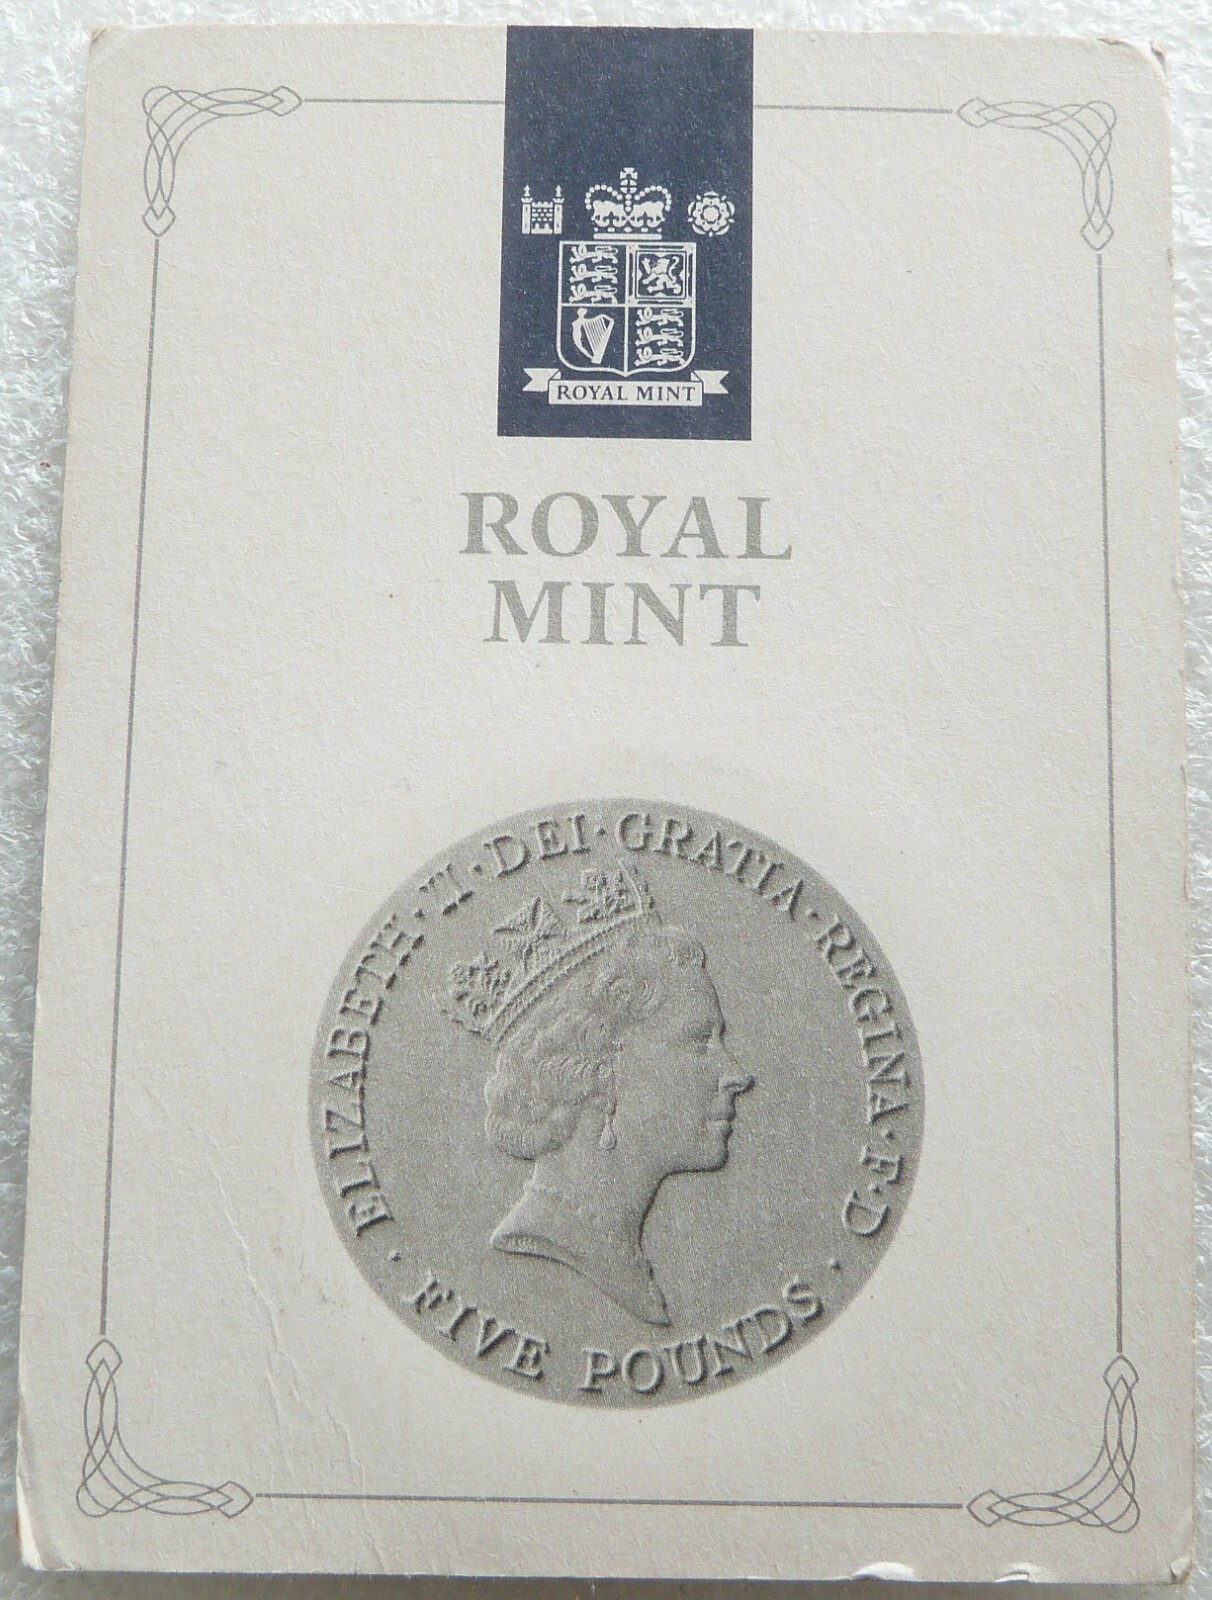 ROYAL MINT
ROYAL
MINT
ELIZABETH · II · DEI · GRATIA · REGINA · F · D ·
FIVE POUNDS ·